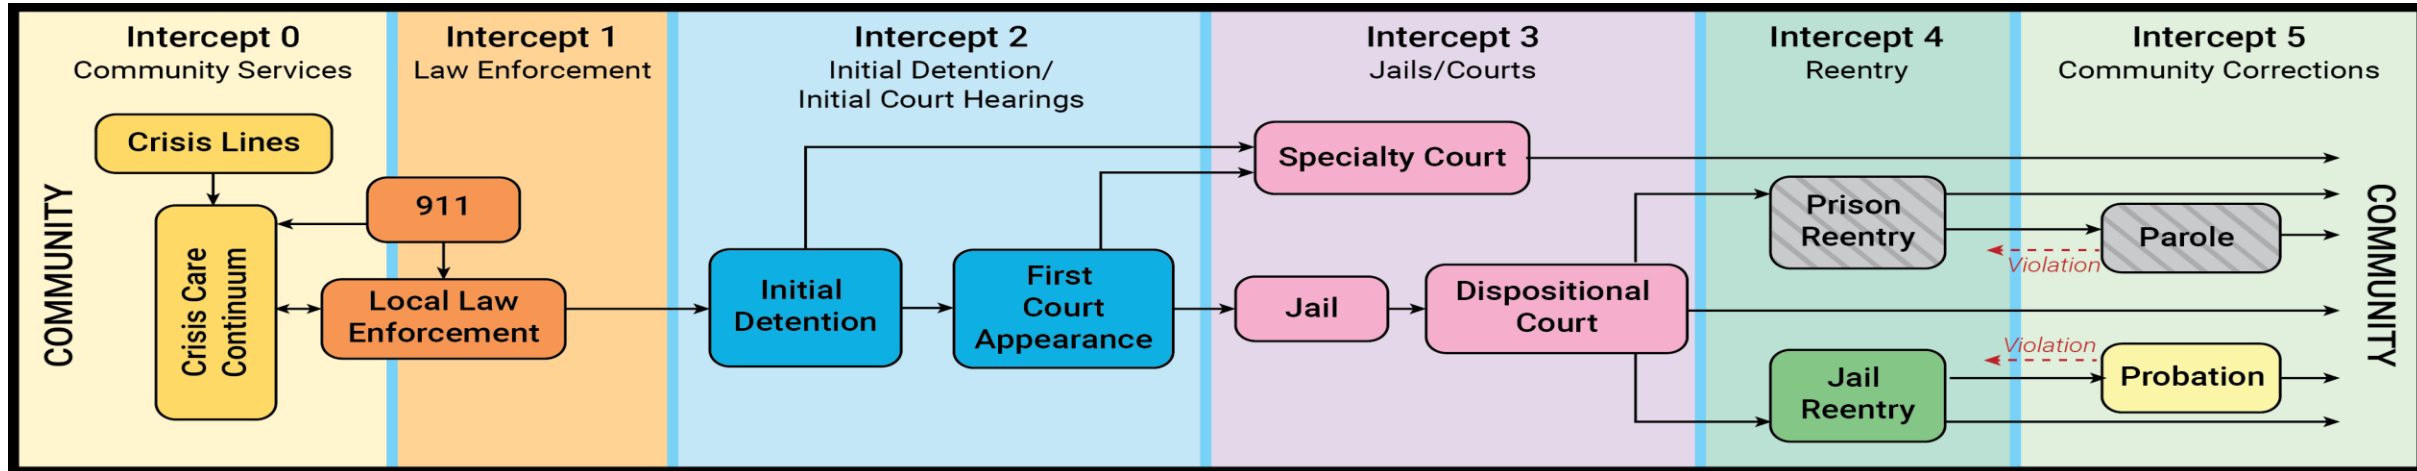 Intercept 0
Community Services
Intercept 1
Law Enforcement
Intercept 2
Initial Detention/
Initial Court Hearings
Intercept 3
Jails/Courts
Intercept 4
Reentry
Intercept 5
Community Corrections
COMMUNITY
Crisis Lines
Crisis Care
Continuum
911
Local Law
Enforcement
Initial
Detention
First
Court
Appearance
Specialty Court
Jail
Dispositional
Court
Prison
Reentry
Violation
Parole
Jail
Reentry
Violation
Probation
COMMUNITY